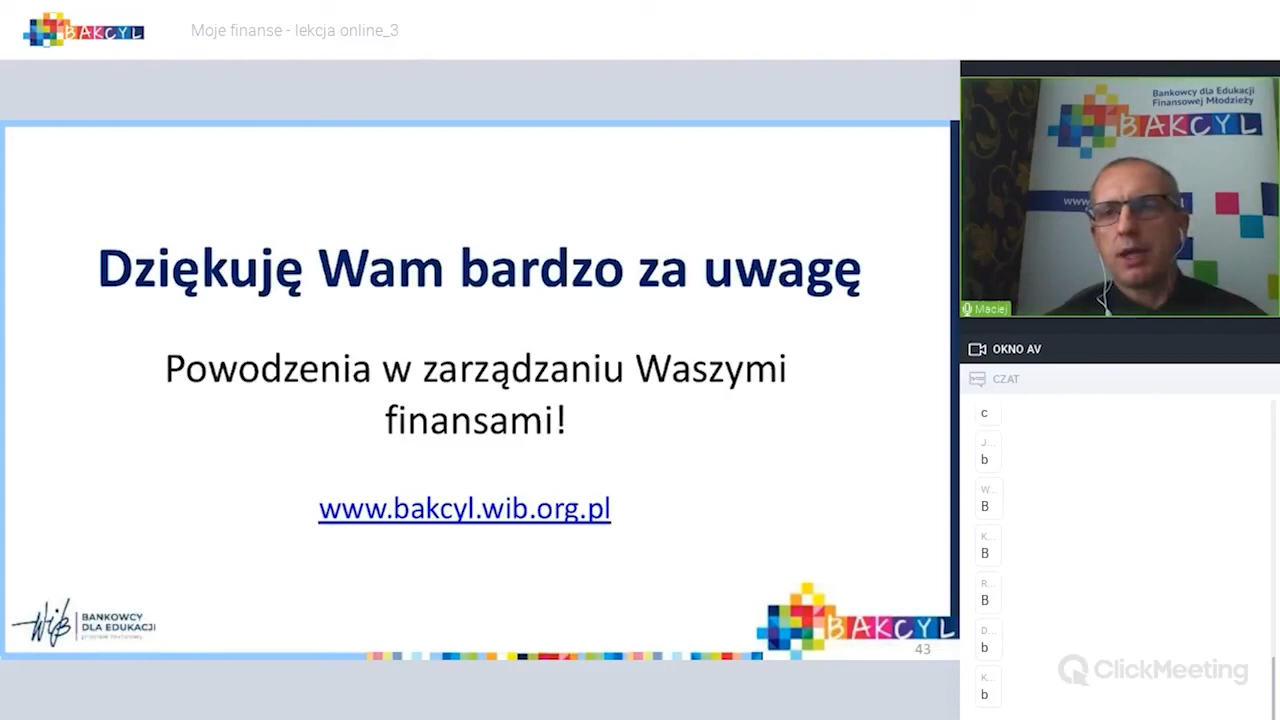 BAKCYL
Moje finanse - lekcja online_3
Dziękuję Wam bardzo za uwagę
Powodzenia w zarządzaniu Waszymi
finansami!
www.bakcyl.wib.org.pl
WIB
BANKOWCY
DLA EDUKACJI
BAKCYL
43
Bankowcy dla Edukacji
Finansowej Młodzieży
BAKCYL
www.
Maciej
OKNO AV
CZAT
c
J...
b
W...
B
K...
B
R...
B
D...
b
K...
b
ClickMeeting